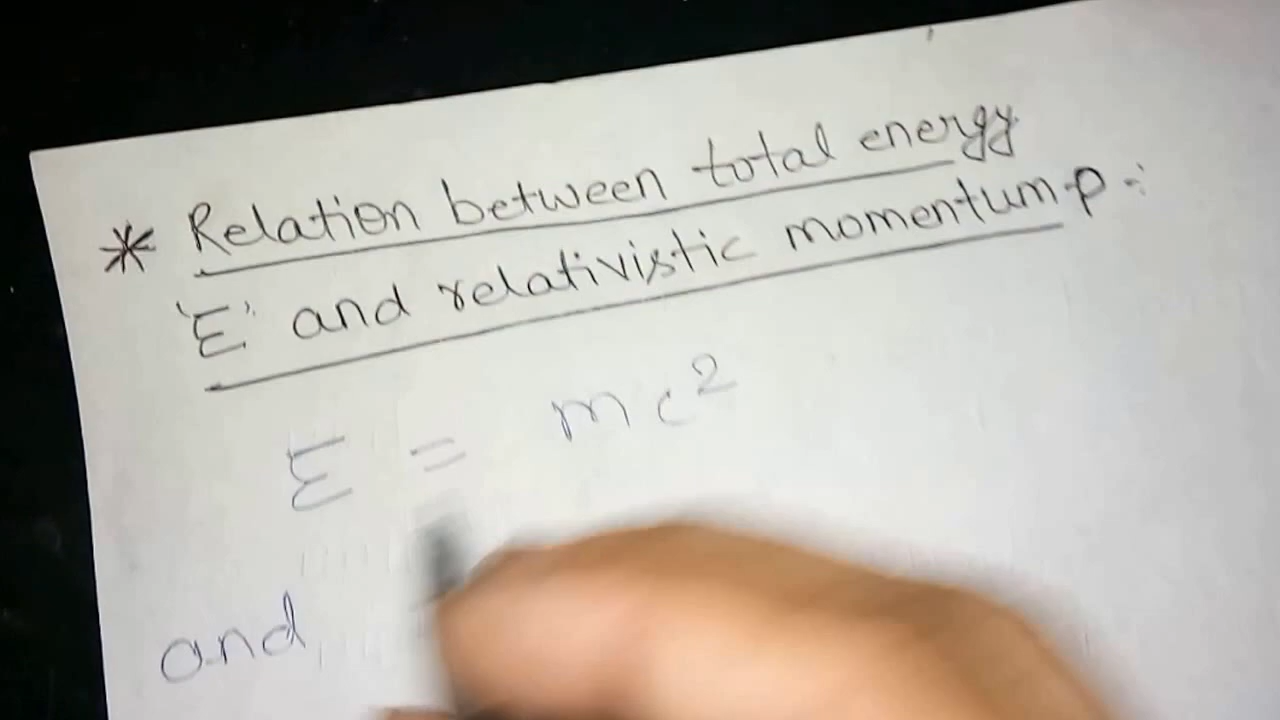 * Relation between total energy
'E' and relativistic momentum p :
E = mc²
and